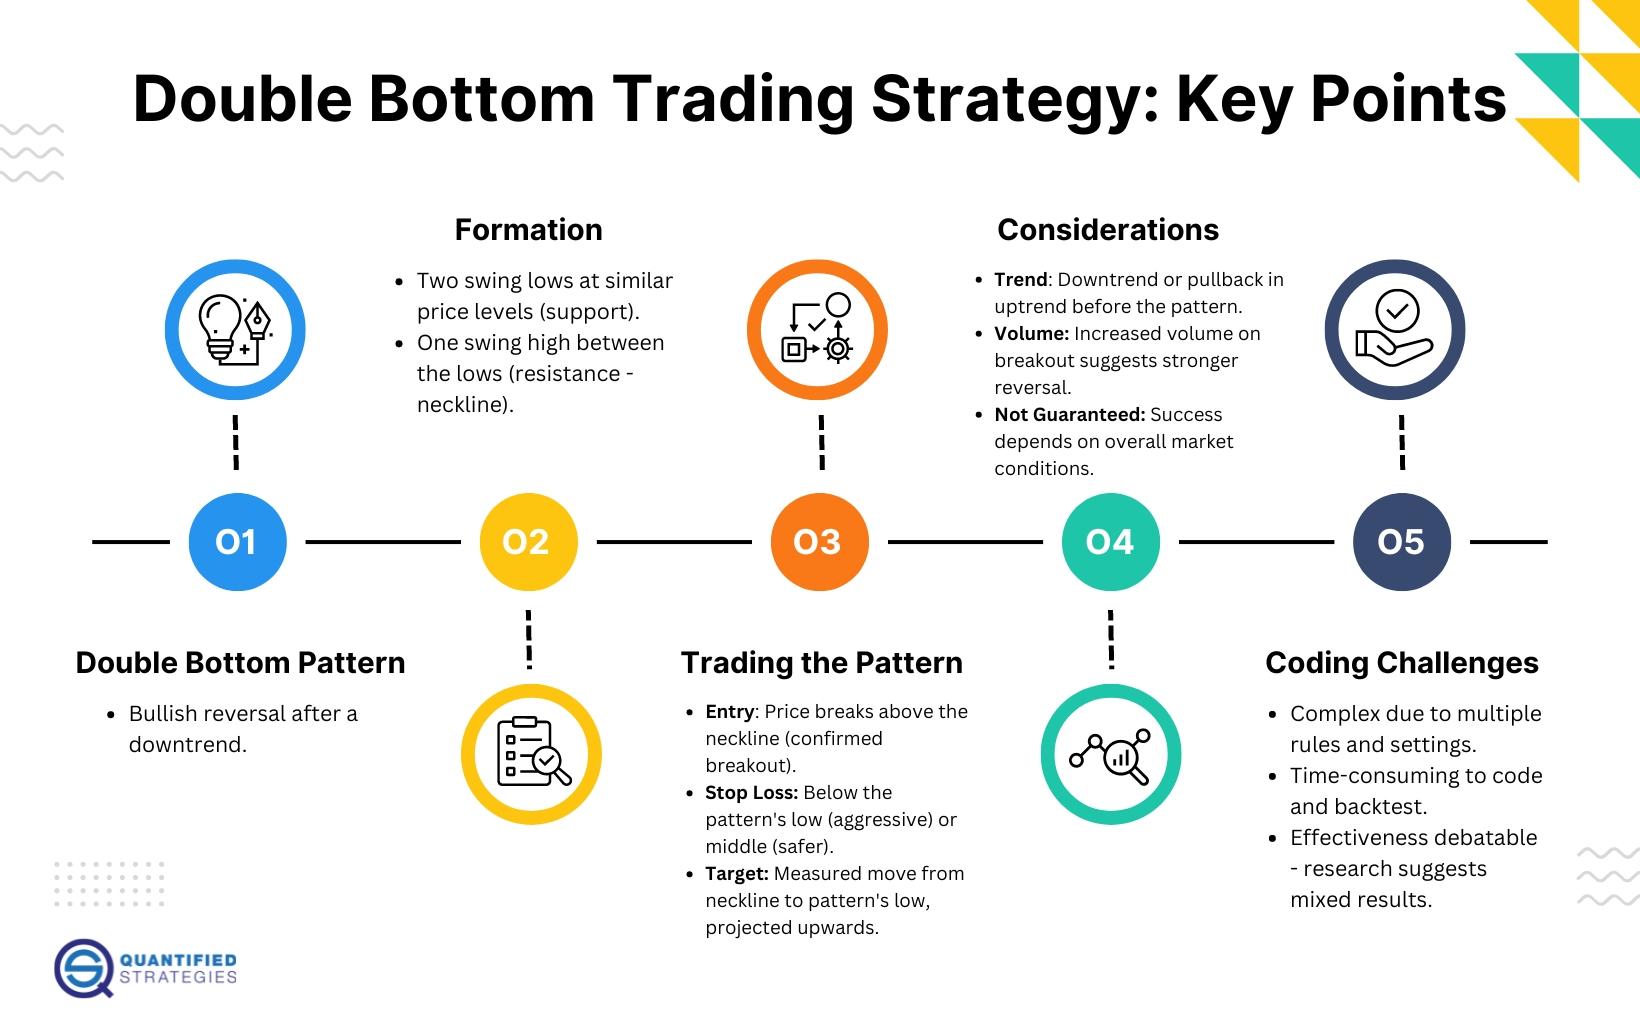 Double Bottom Trading Strategy: Key Points
Formation
• Two swing lows at similar
price levels (support).
• One swing high between
the lows (resistance -
neckline).
Considerations
• Trend: Downtrend or pullback in
uptrend before the pattern.
• Volume: Increased volume on
breakout suggests stronger
reversal.
• Not Guaranteed: Success
depends on overall market
conditions.
01
02
03
04
05
Double Bottom Pattern
• Bullish reversal after a
downtrend.
Trading the Pattern
• Entry: Price breaks above the
neckline (confirmed
breakout).
• Stop Loss: Below the
pattern's low (aggressive) or
middle (safer).
• Target: Measured move from
neckline to pattern's low,
projected upwards.
Coding Challenges
• Complex due to multiple
rules and settings.
• Time-consuming to code
and backtest.
• Effectiveness debatable
- research suggests
mixed results.
QUANTIFIED
STRATEGIES